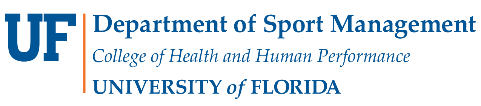 UF
Department of Sport Management
College of Health and Human Performance
UNIVERSITY of FLORIDA